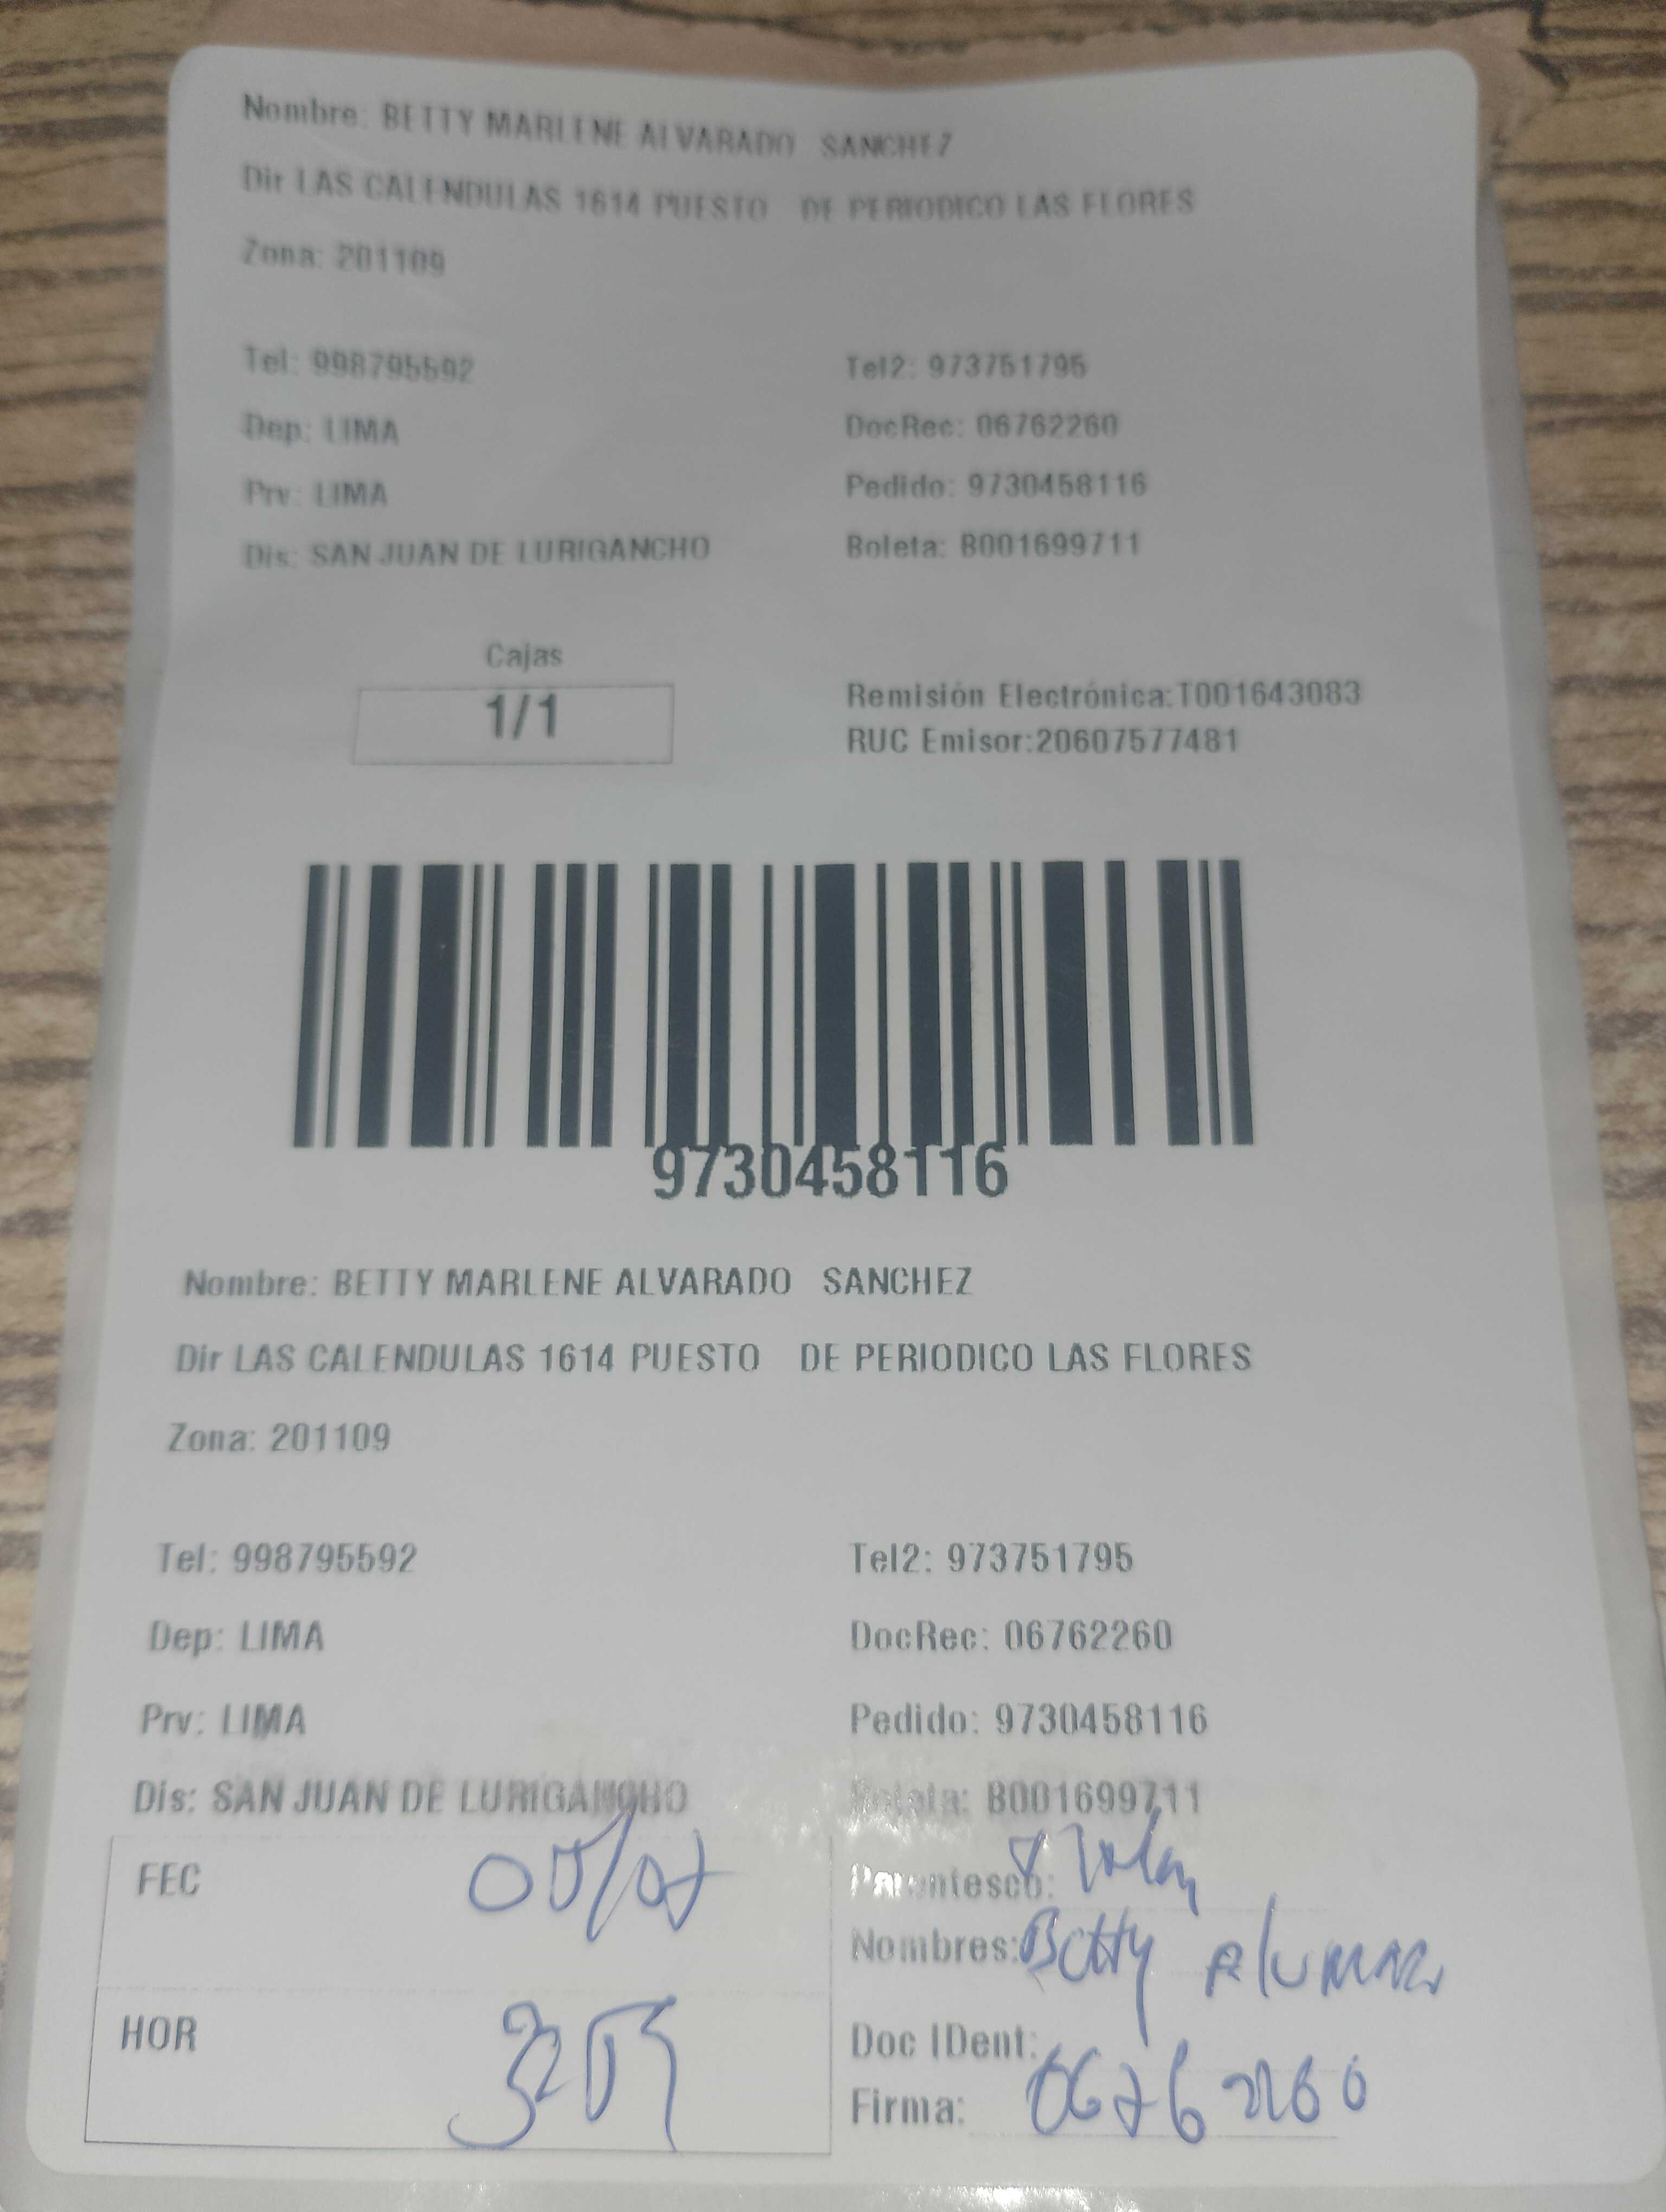 Nombre: BETTY MARLENE ALVARADO SANCHEZ
Dir LAS CALENDULAS 1614 PUESTO DE PERIODICO LAS FLORES
Zona: 201109
Tel: 998795592 Tel2: 973751795
Dep: LIMA DocRec: 06762260
Prv: LIMA Pedido: 9730458116
Dis: SAN JUAN DE LURIGANCHO Boleta: B001699711
Cajas
1/1
Remisión Electrónica:T001643083
RUC Emisor:20607577481
9730458116
Nombre: BETTY MARLENE ALVARADO SANCHEZ
Dir LAS CALENDULAS 1614 PUESTO DE PERIODICO LAS FLORES
Zona: 201109
Tel: 998795592 Tel2: 973751795
Dep: LIMA DocRec: 06762260
Prv: LIMA Pedido: 9730458116
Dis: SAN JUAN DE LURIGANCHO Boleta: B001699711
FEC Parentesco:
Nombres: Betty
HOR
Doc IDent:
Firma: 06762260